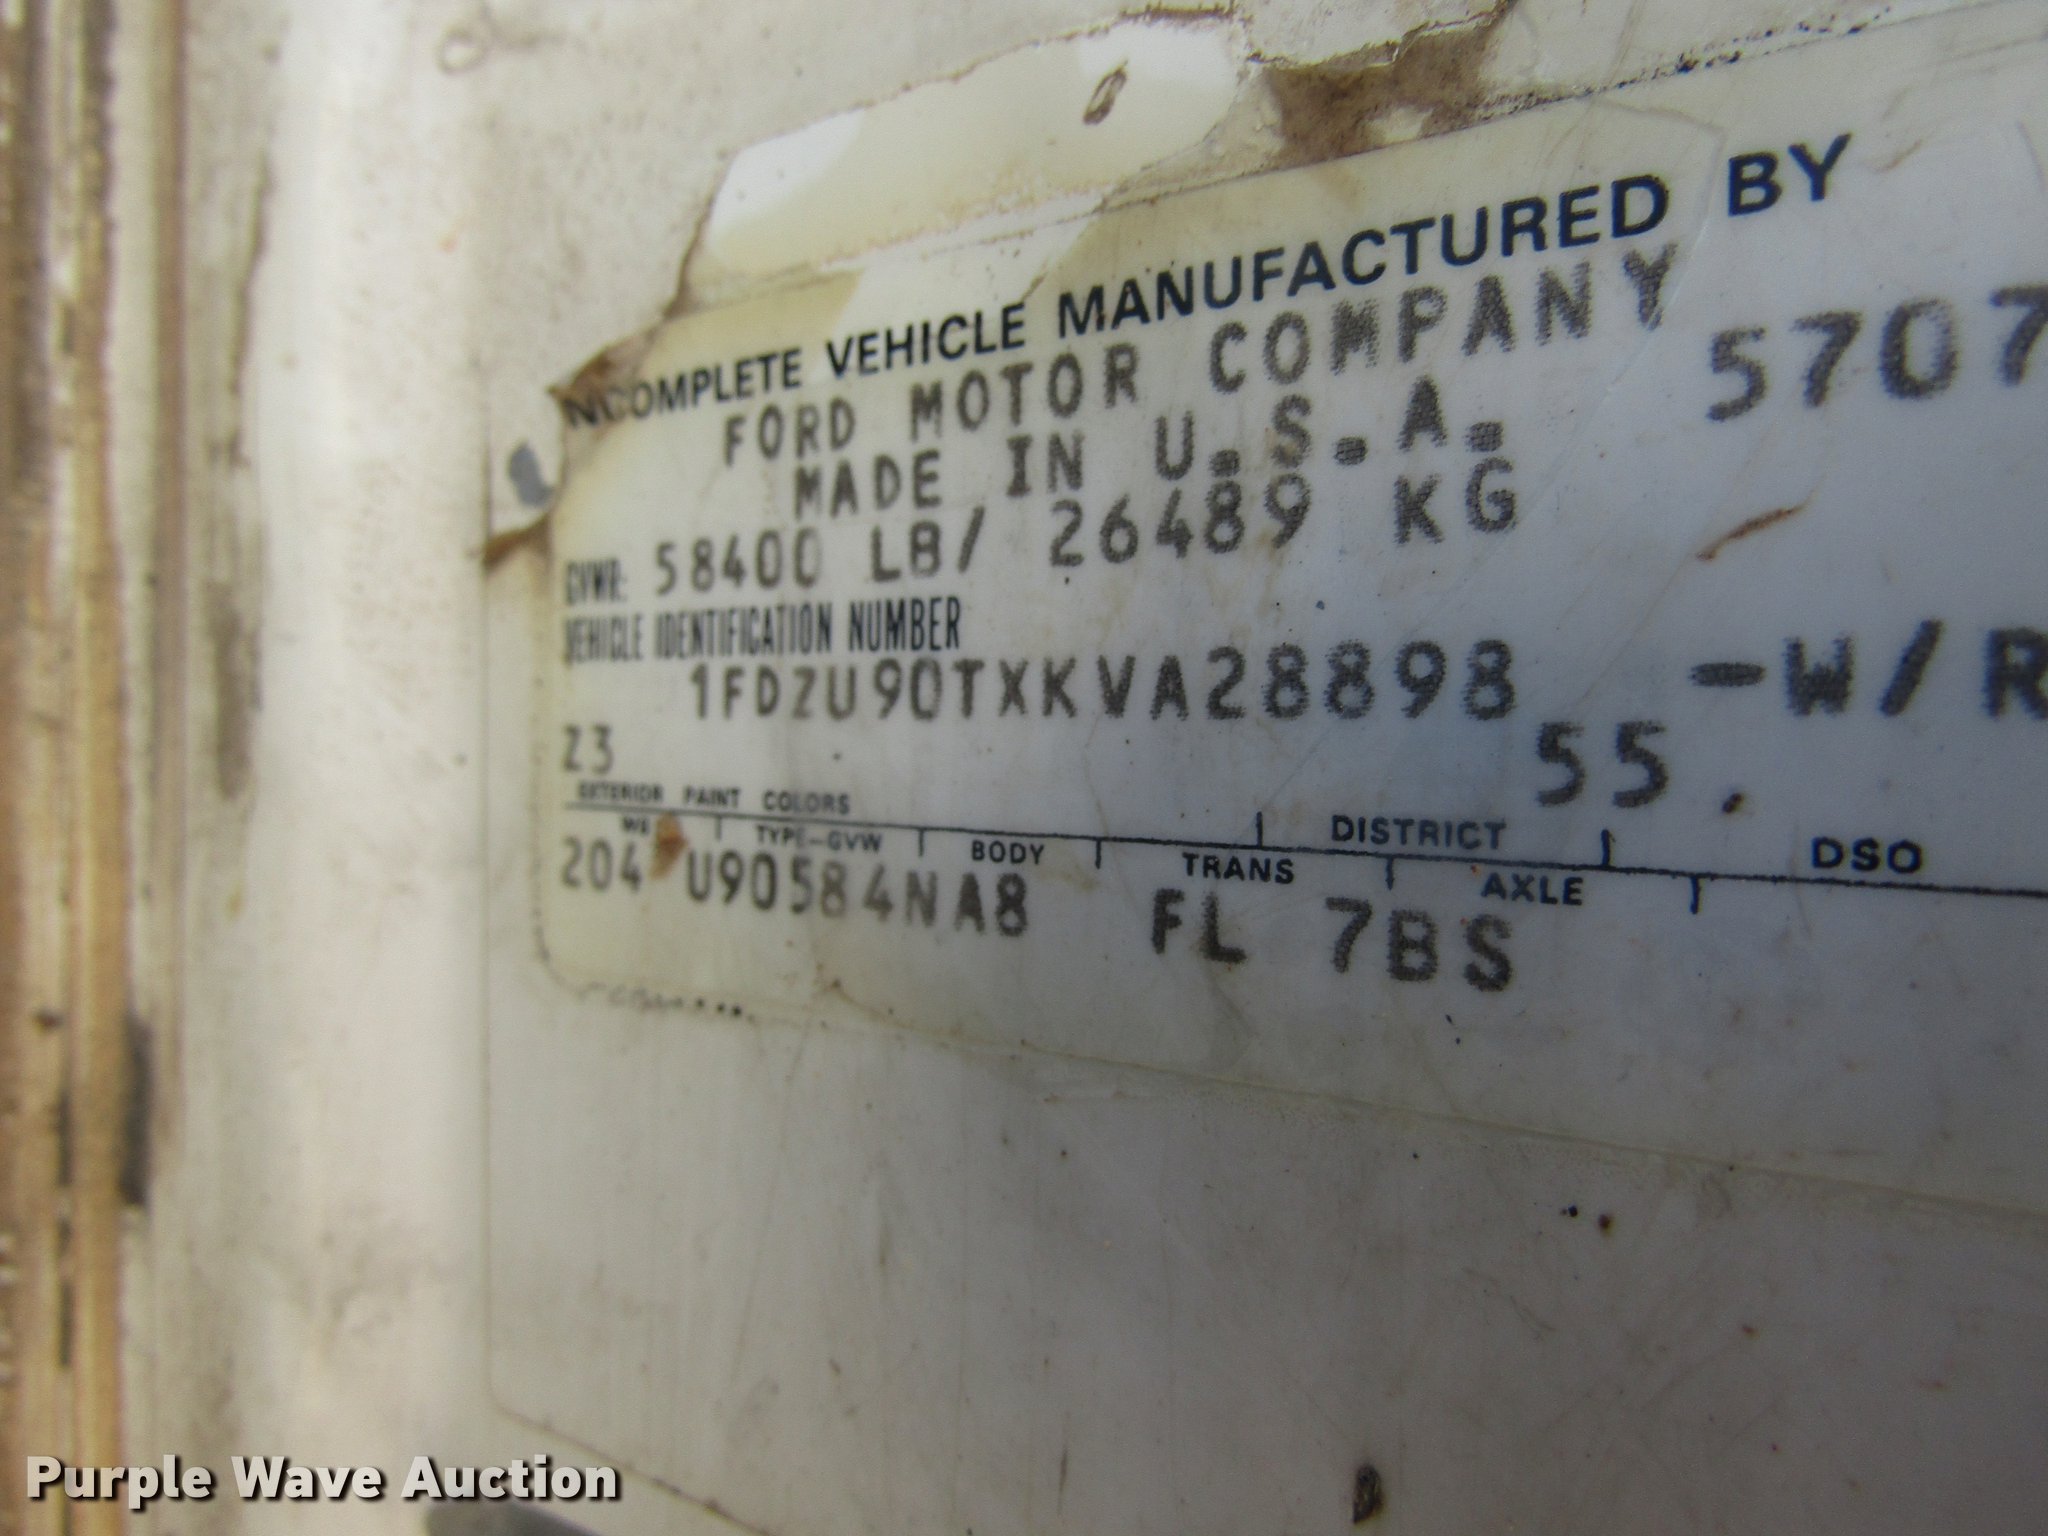 INCOMPLETE VEHICLE MANUFACTURED BY
FORD MOTOR COMPANY
MADE IN U.S.A. 5707
GVWR: 58400 LB/ 26489 KG
VEHICLE IDENTIFICATION NUMBER
1FDZU90TXKVA28898 -W/R
Z3 55.
EXTERIOR PAINT COLORS DISTRICT DSO
WB TYPE-GVW BODY TRANS AXLE
204 U90584NA8 FL 7BS
Purple Wave Auction